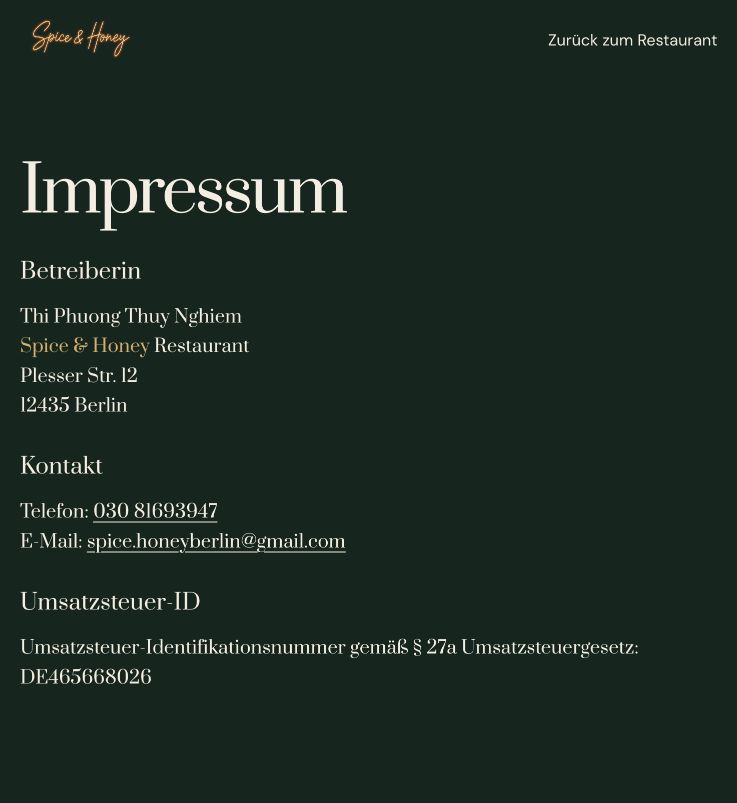 Spice & Honey
Zurück zum Restaurant
Impressum
Betreiberin
Thi Phuong Thuy Nghiem
Spice & Honey Restaurant
Plesser Str. 12
12435 Berlin
Kontakt
Telefon: 030 81693947
E-Mail: spice.honeyberlin@gmail.com
Umsatzsteuer-ID
Umsatzsteuer-Identifikationsnummer gemäß § 27a Umsatzsteuergesetz:
DE465668026